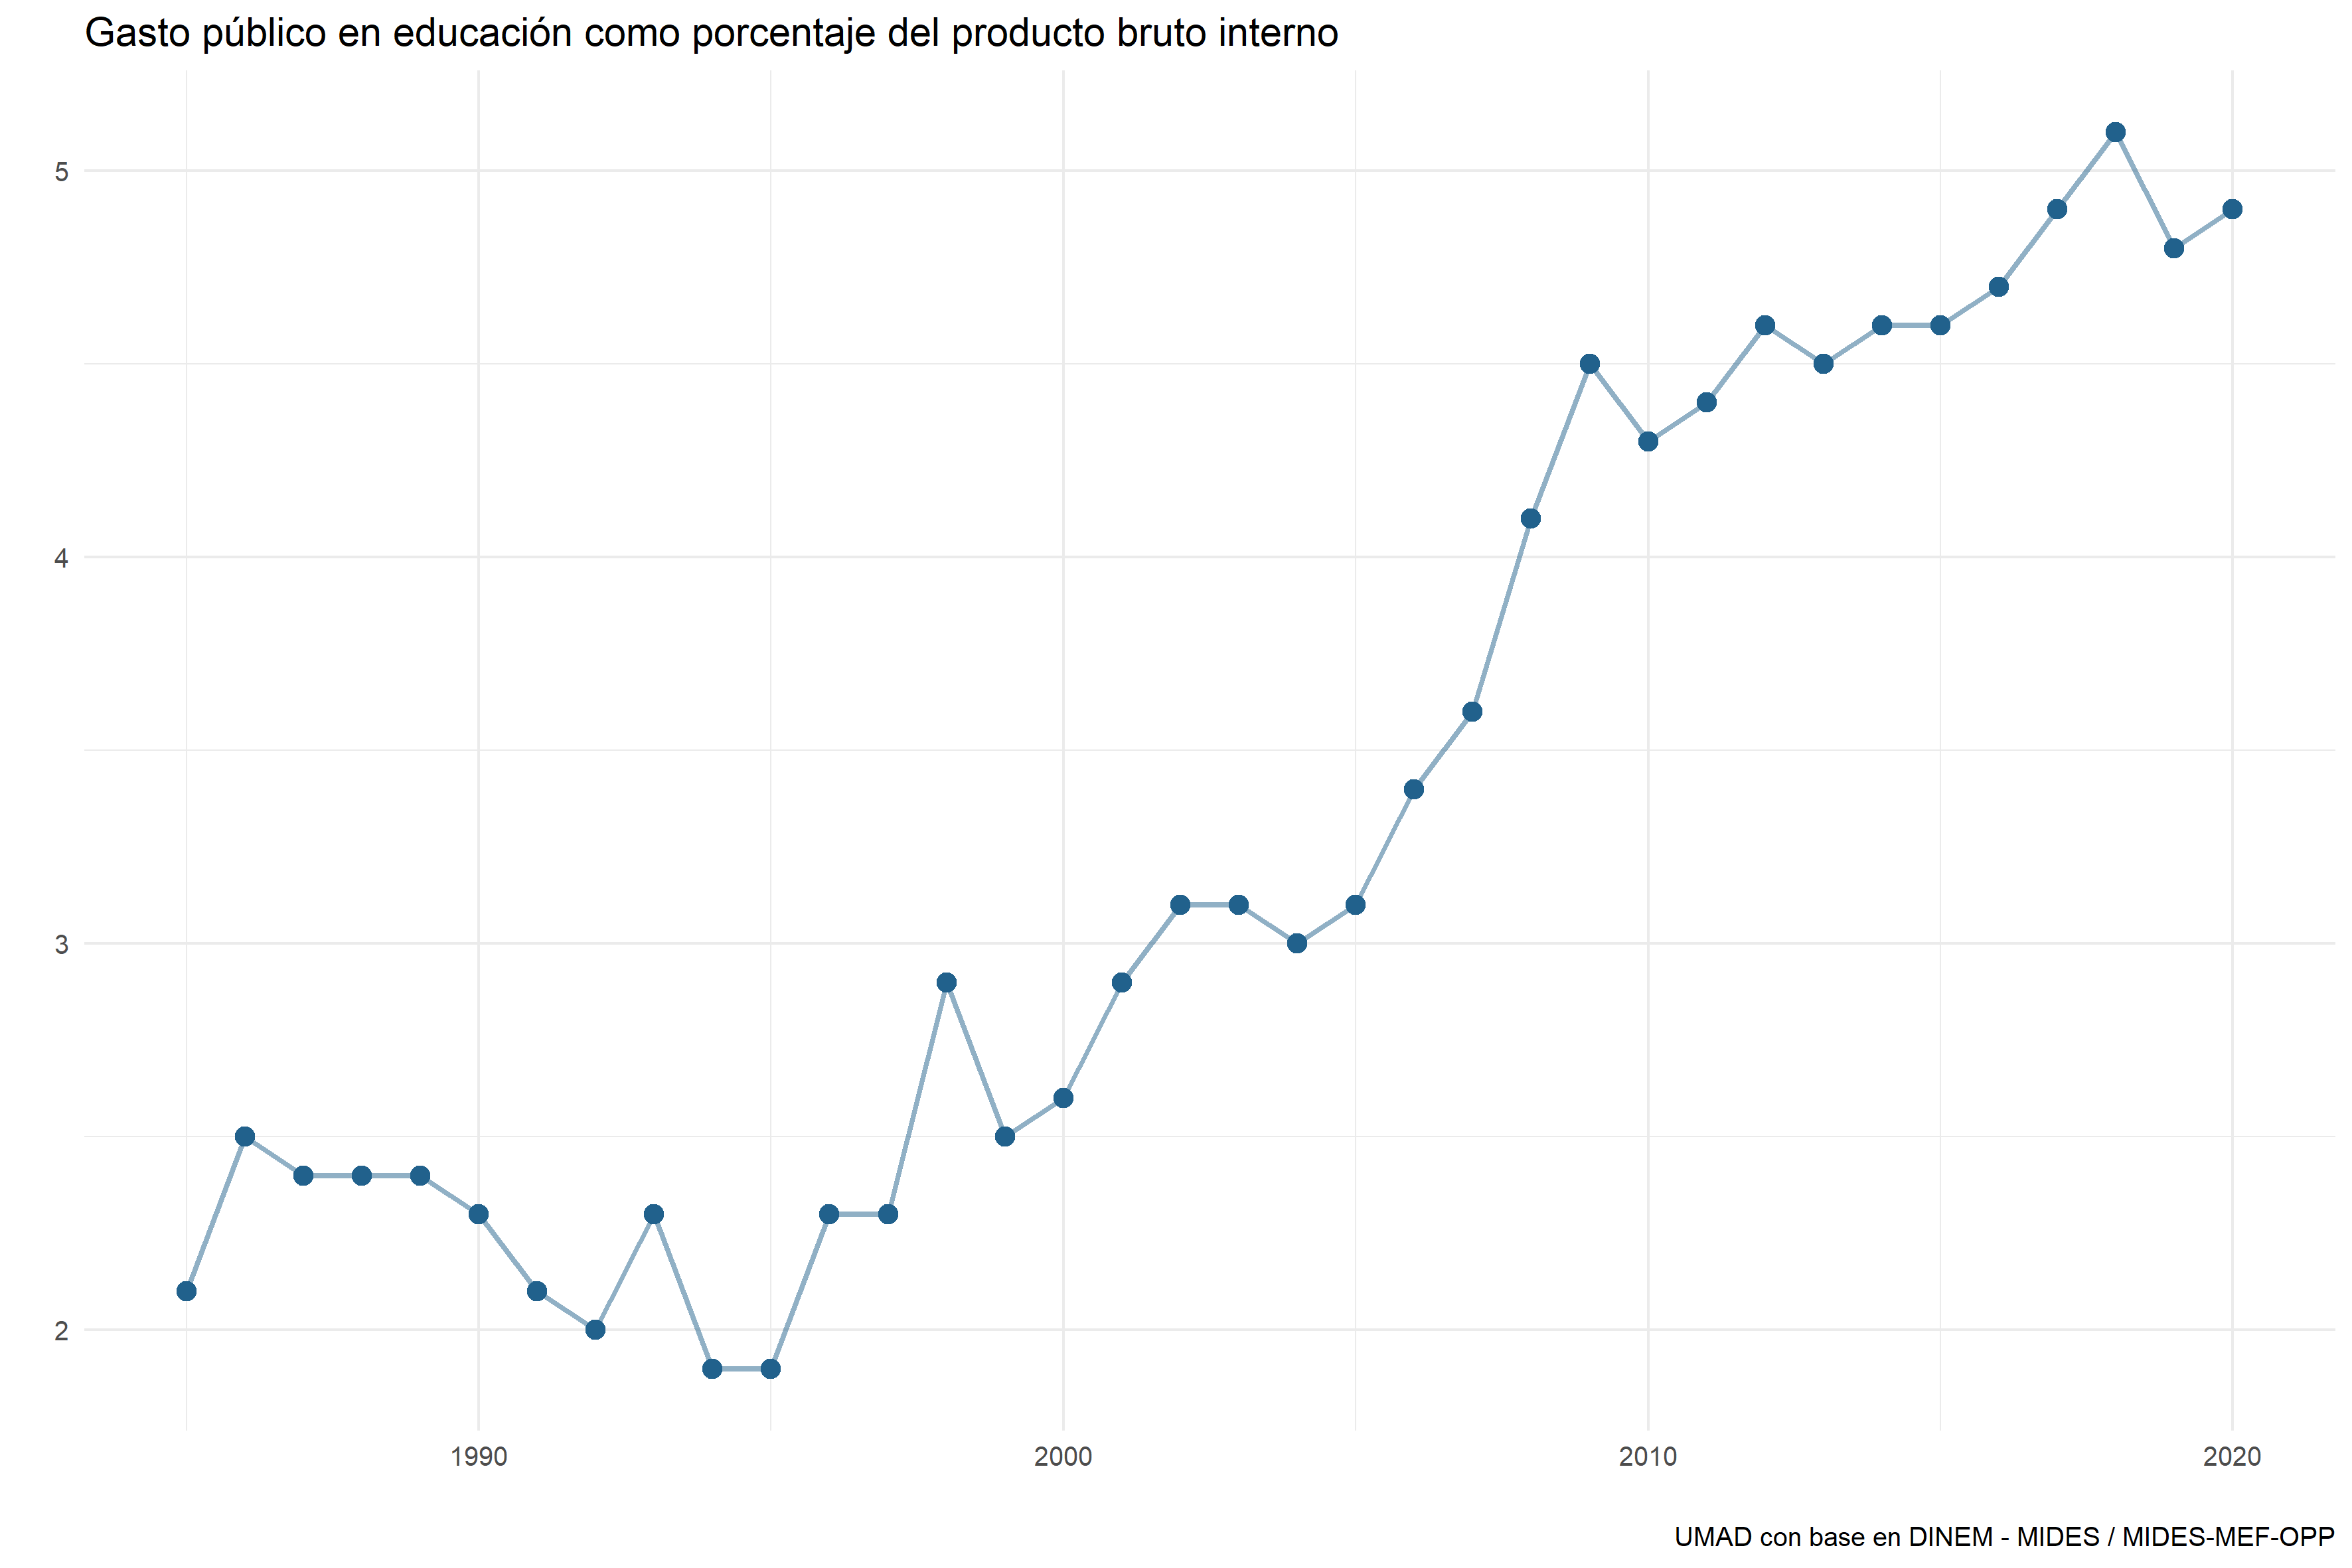 Gasto público en educación como porcentaje del producto bruto interno
5
4
3
2
1990 2000 2010 2020
UMAD con base en DINEM - MIDES / MIDES-MEF-OPP